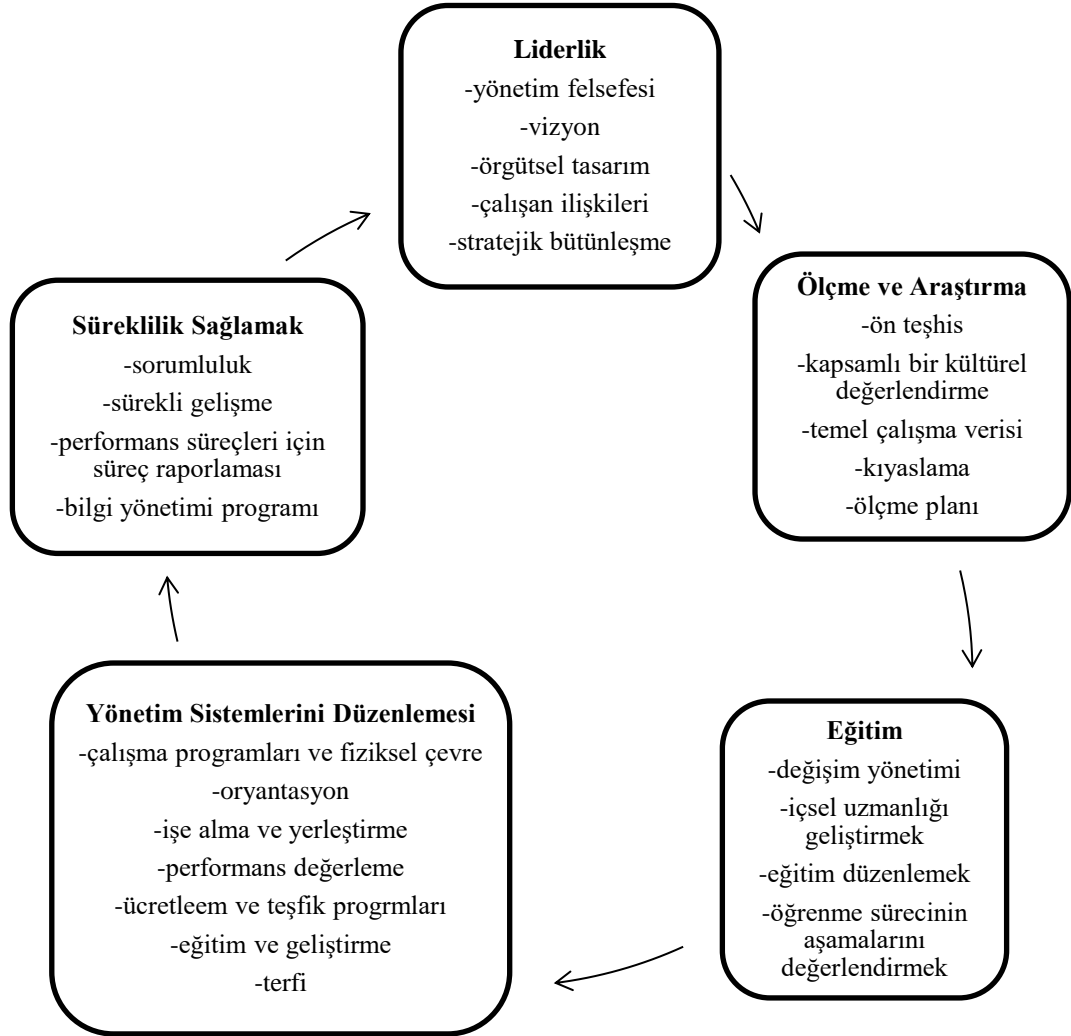 Liderlik
-yönetim felsefesi
-vizyon
-örgütsel tasarım
-çalışan ilişkileri
-stratejik bütünleşme
Ölçme ve Araştırma
-ön teşhis
-kapsamlı bir kültürel
değerlendirme
-temel çalışma verisi
-kıyaslama
-ölçme planı
Eğitim
-değişim yönetimi
-içsel uzmanlığı
geliştirmek
-eğitim düzenlemek
-öğrenme sürecinin
aşamalarını
değerlendirmek
Yönetim Sistemlerini Düzenlemesi
-çalışma programları ve fiziksel çevre
-oryantasyon
-işe alma ve yerleştirme
-performans değerleme
-ücretleem ve teşfik progrmları
-eğitim ve geliştirme
-terfi
Süreklilik Sağlamak
-sorumluluk
-sürekli gelişme
-performans süreçleri için
süreç raporlaması
-bilgi yönetimi programı